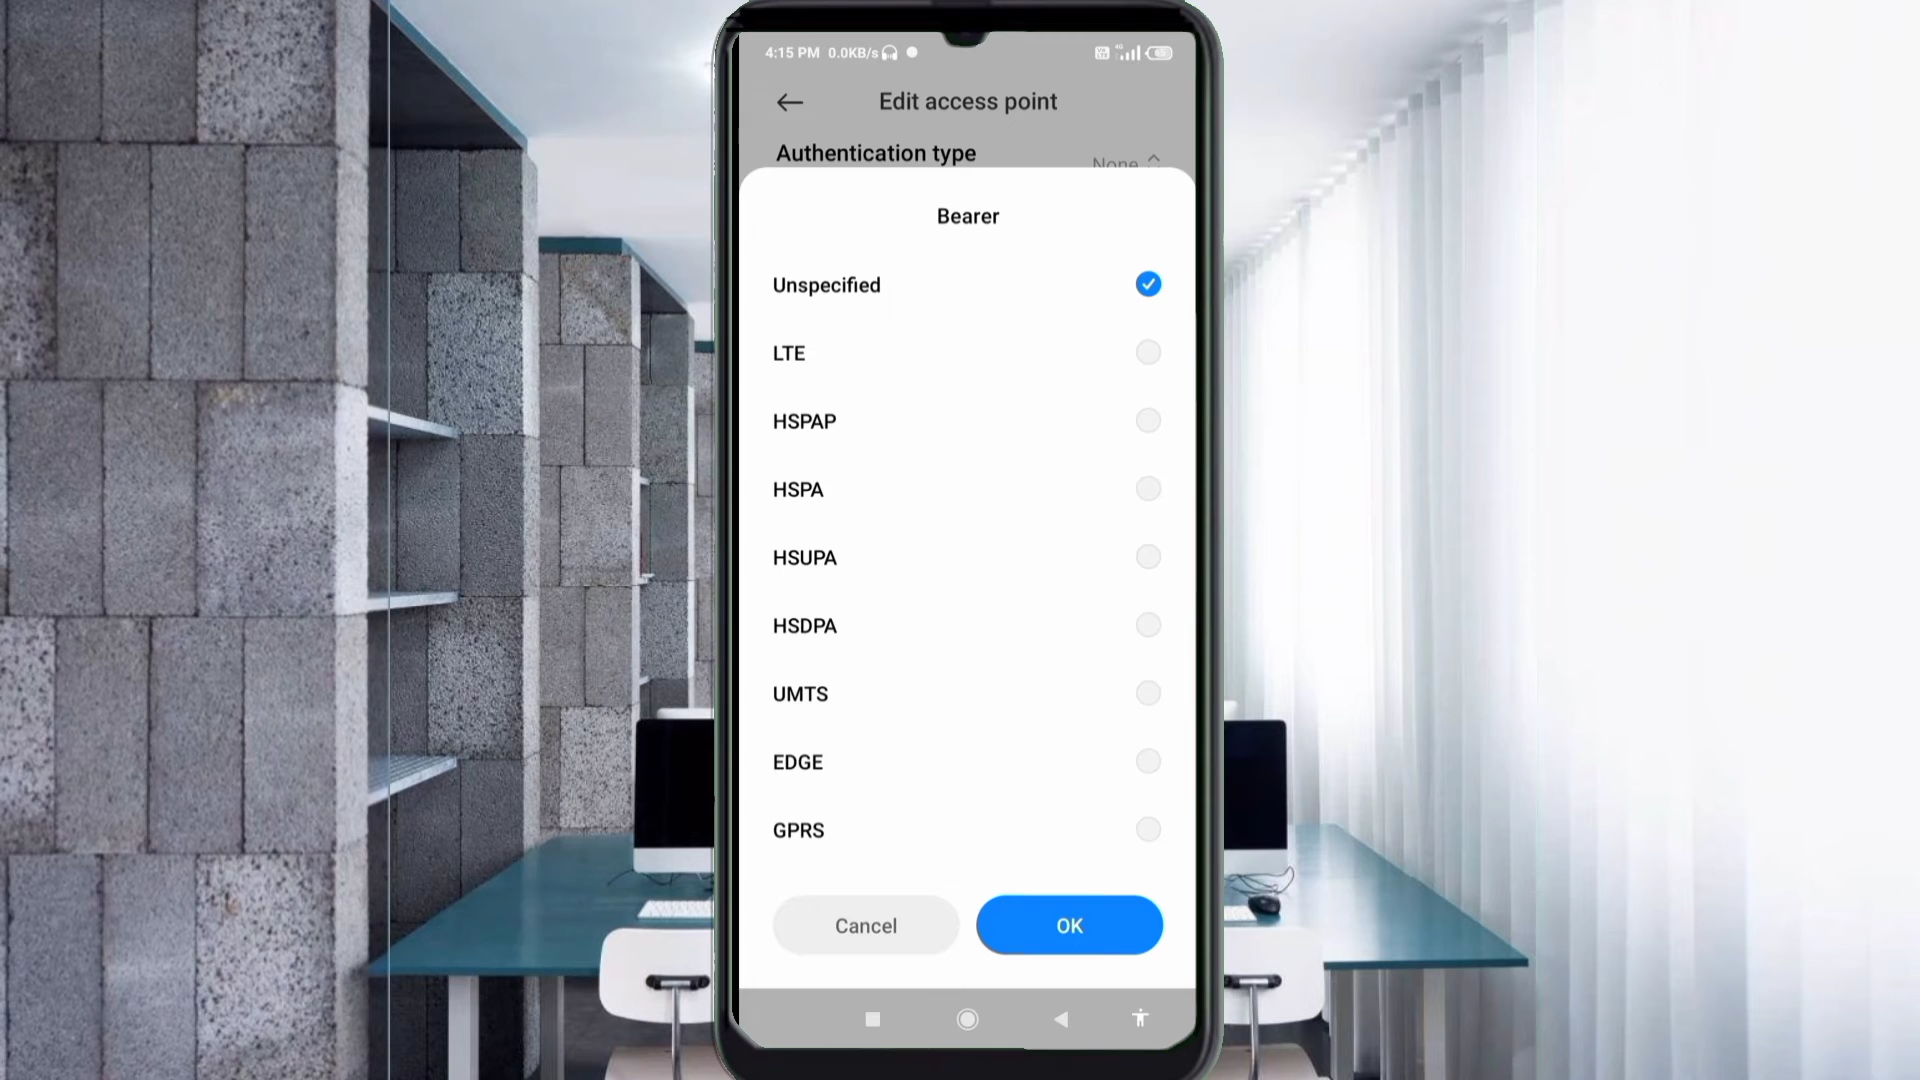 4:15 PM 0.0KB/s
4G
Edit access point
Authentication type
None
Bearer
Unspecified
LTE
HSPAP
HSPA
HSUPA
HSDPA
UMTS
EDGE
GPRS
Cancel
OK